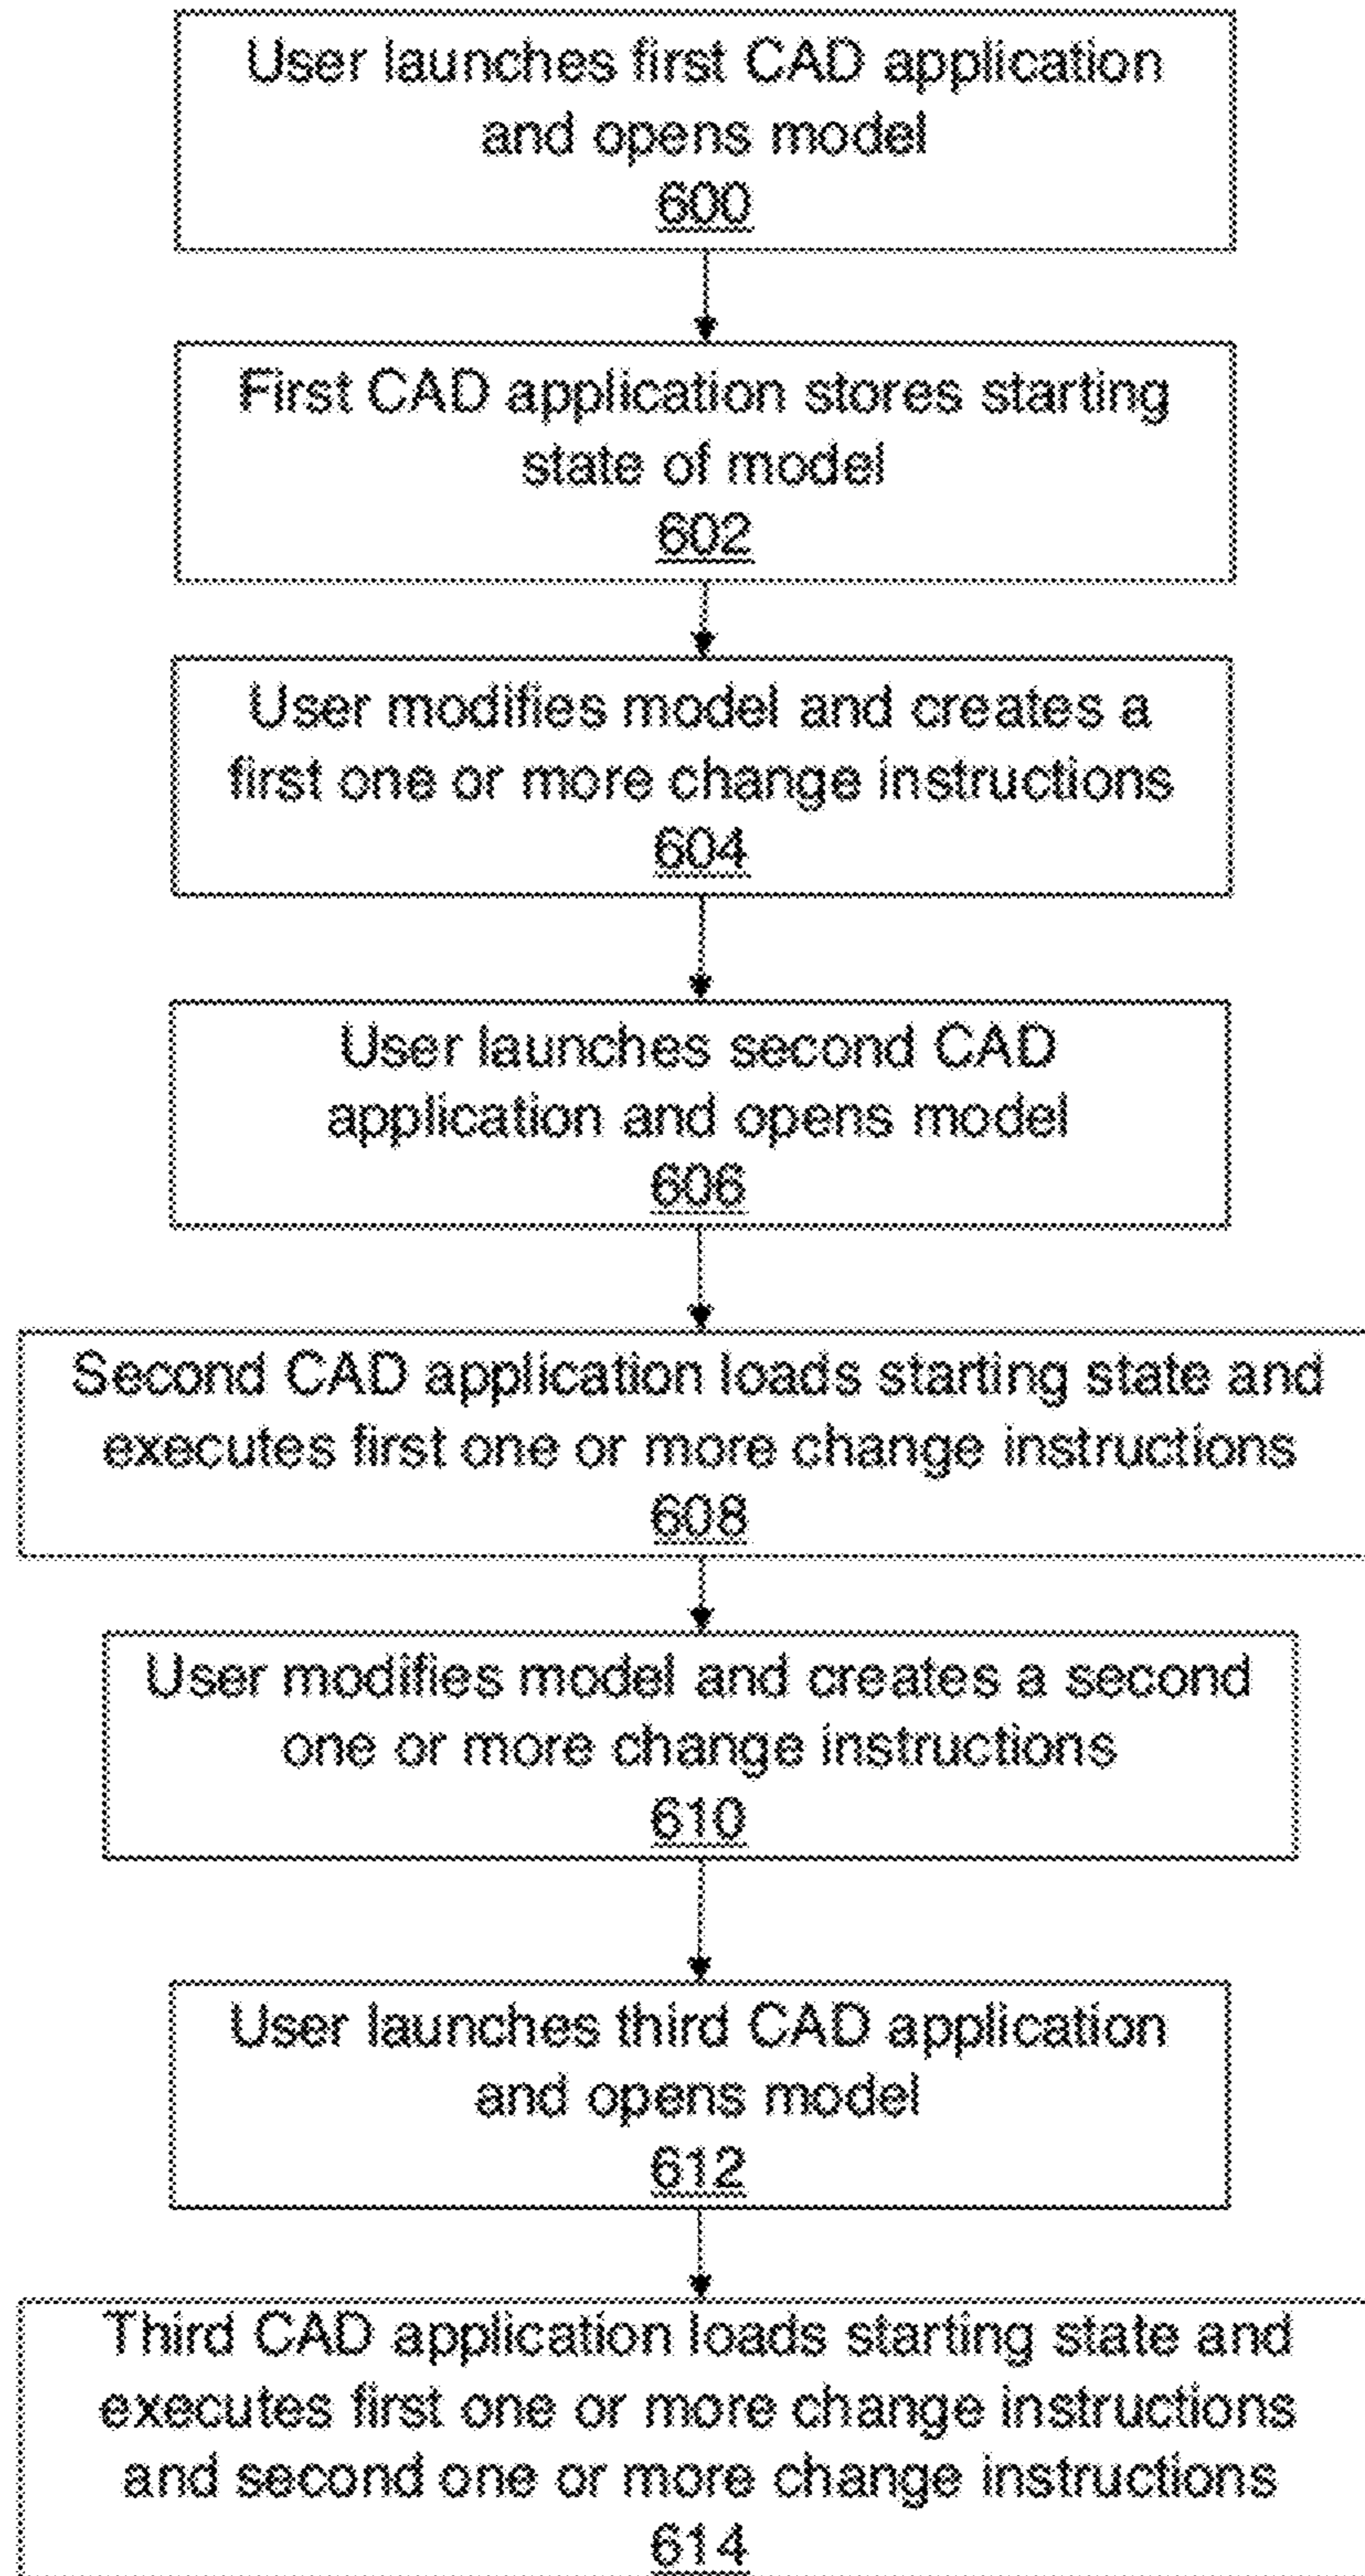 User launches first CAD application
and opens model
600
First CAD application stores starting
state of model
602
User modifies model and creates a
first one or more change instructions
604
User launches second CAD
application and opens model
606
Second CAD application loads starting state and
executes first one or more change instructions
608
User modifies model and creates a second
one or more change instructions
610
User launches third CAD application
and opens model
612
Third CAD application loads starting state and
executes first one or more change instructions
and second one or more change instructions
614